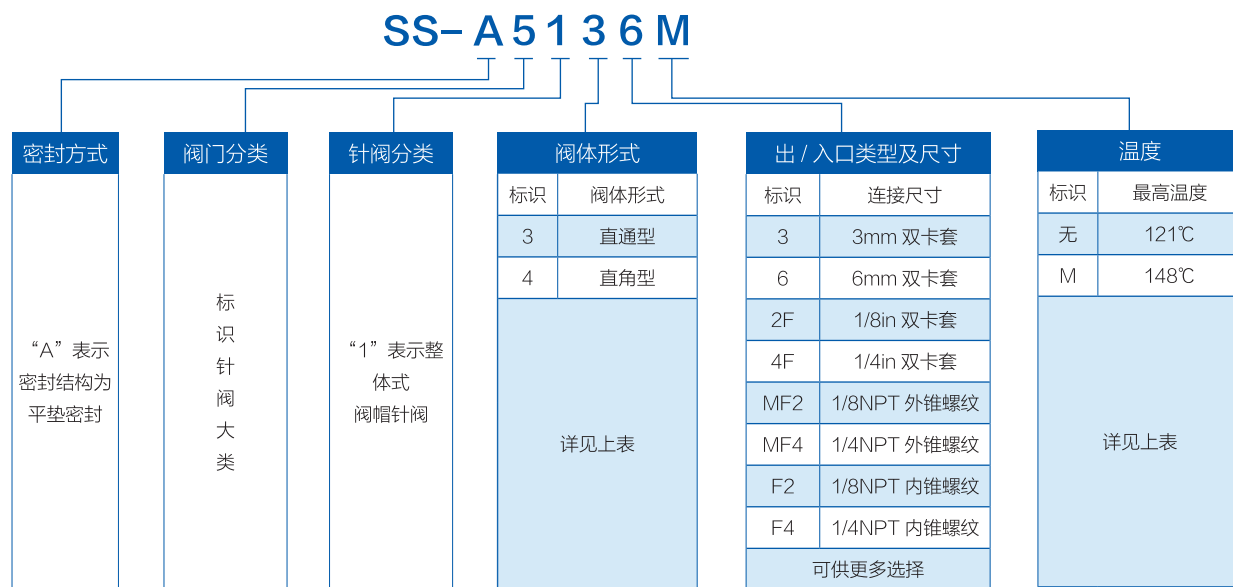 SS-A5136M
密封方式
“A”表示
密封结构为
平垫密封
阀门分类
标
识
针
阀
大
类
针阀分类
“1”表示整
体式
阀帽针阀
阀体形式
标识 阀体形式
3 直通型
4 直角型
详见上表
出 / 入口类型及尺寸
标识 连接尺寸
3 3mm 双卡套
6 6mm 双卡套
2F 1/8in 双卡套
4F 1/4in 双卡套
MF2 1/8NPT 外锥螺纹
MF4 1/4NPT 外锥螺纹
F2 1/8NPT 内锥螺纹
F4 1/4NPT 内锥螺纹
可供更多选择
温度
标识 最高温度
无 121℃
M 148℃
详见上表